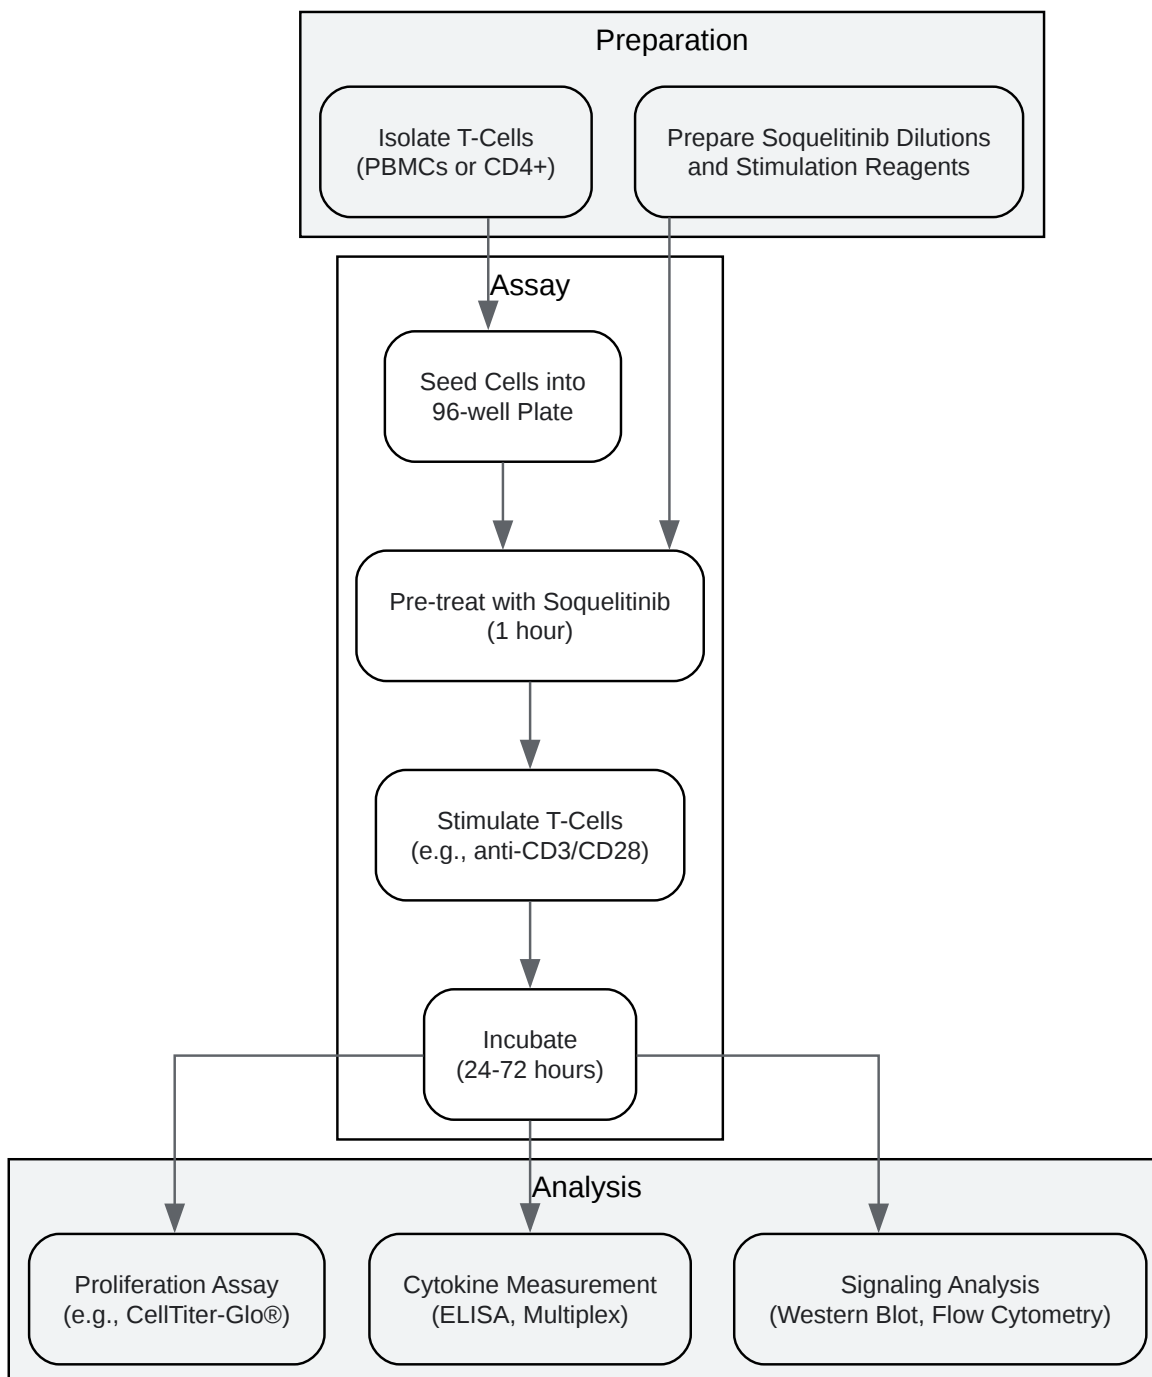 Preparation
Isolate T-Cells
(PBMCs or CD4+)
Prepare Soquelitinib Dilutions
and Stimulation Reagents
Assay
Seed Cells into
96-well Plate
Pre-treat with Soquelitinib
(1 hour)
Stimulate T-Cells
(e.g., anti-CD3/CD28)
Incubate
(24-72 hours)
Analysis
Proliferation Assay
(e.g., CellTiter-Glo®)
Cytokine Measurement
(ELISA, Multiplex)
Signaling Analysis
(Western Blot, Flow Cytometry)